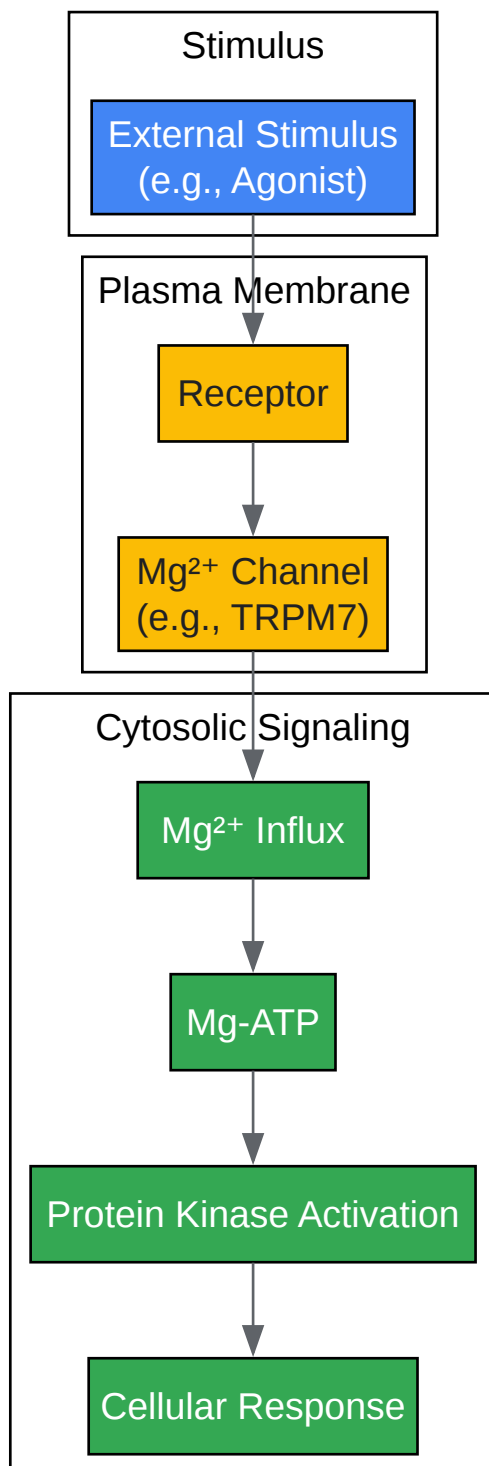 Stimulus
External Stimulus
(e.g., Agonist)
Plasma Membrane
Receptor
Mg²⁺ Channel
(e.g., TRPM7)
Cytosolic Signaling
Mg²⁺ Influx
Mg-ATP
Protein Kinase Activation
Cellular Response